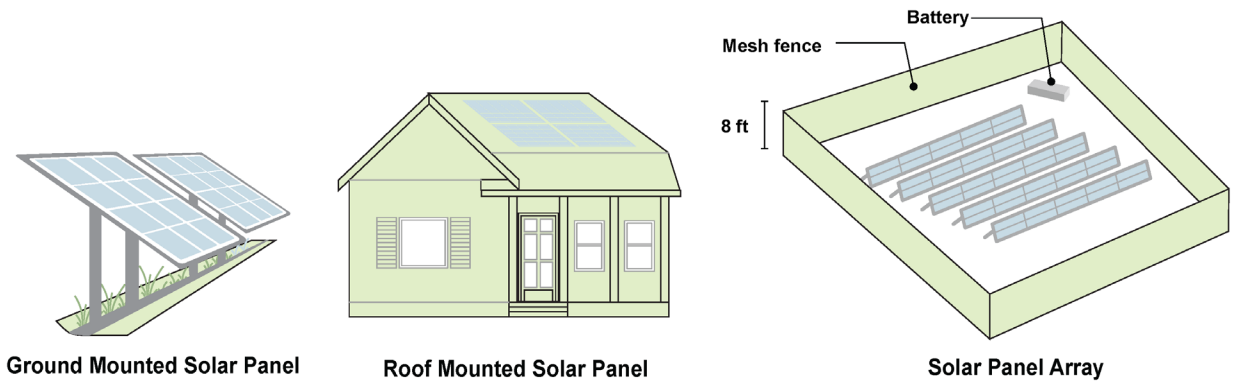 Battery
Mesh fence
8 ft
Ground Mounted Solar Panel
Roof Mounted Solar Panel
Solar Panel Array